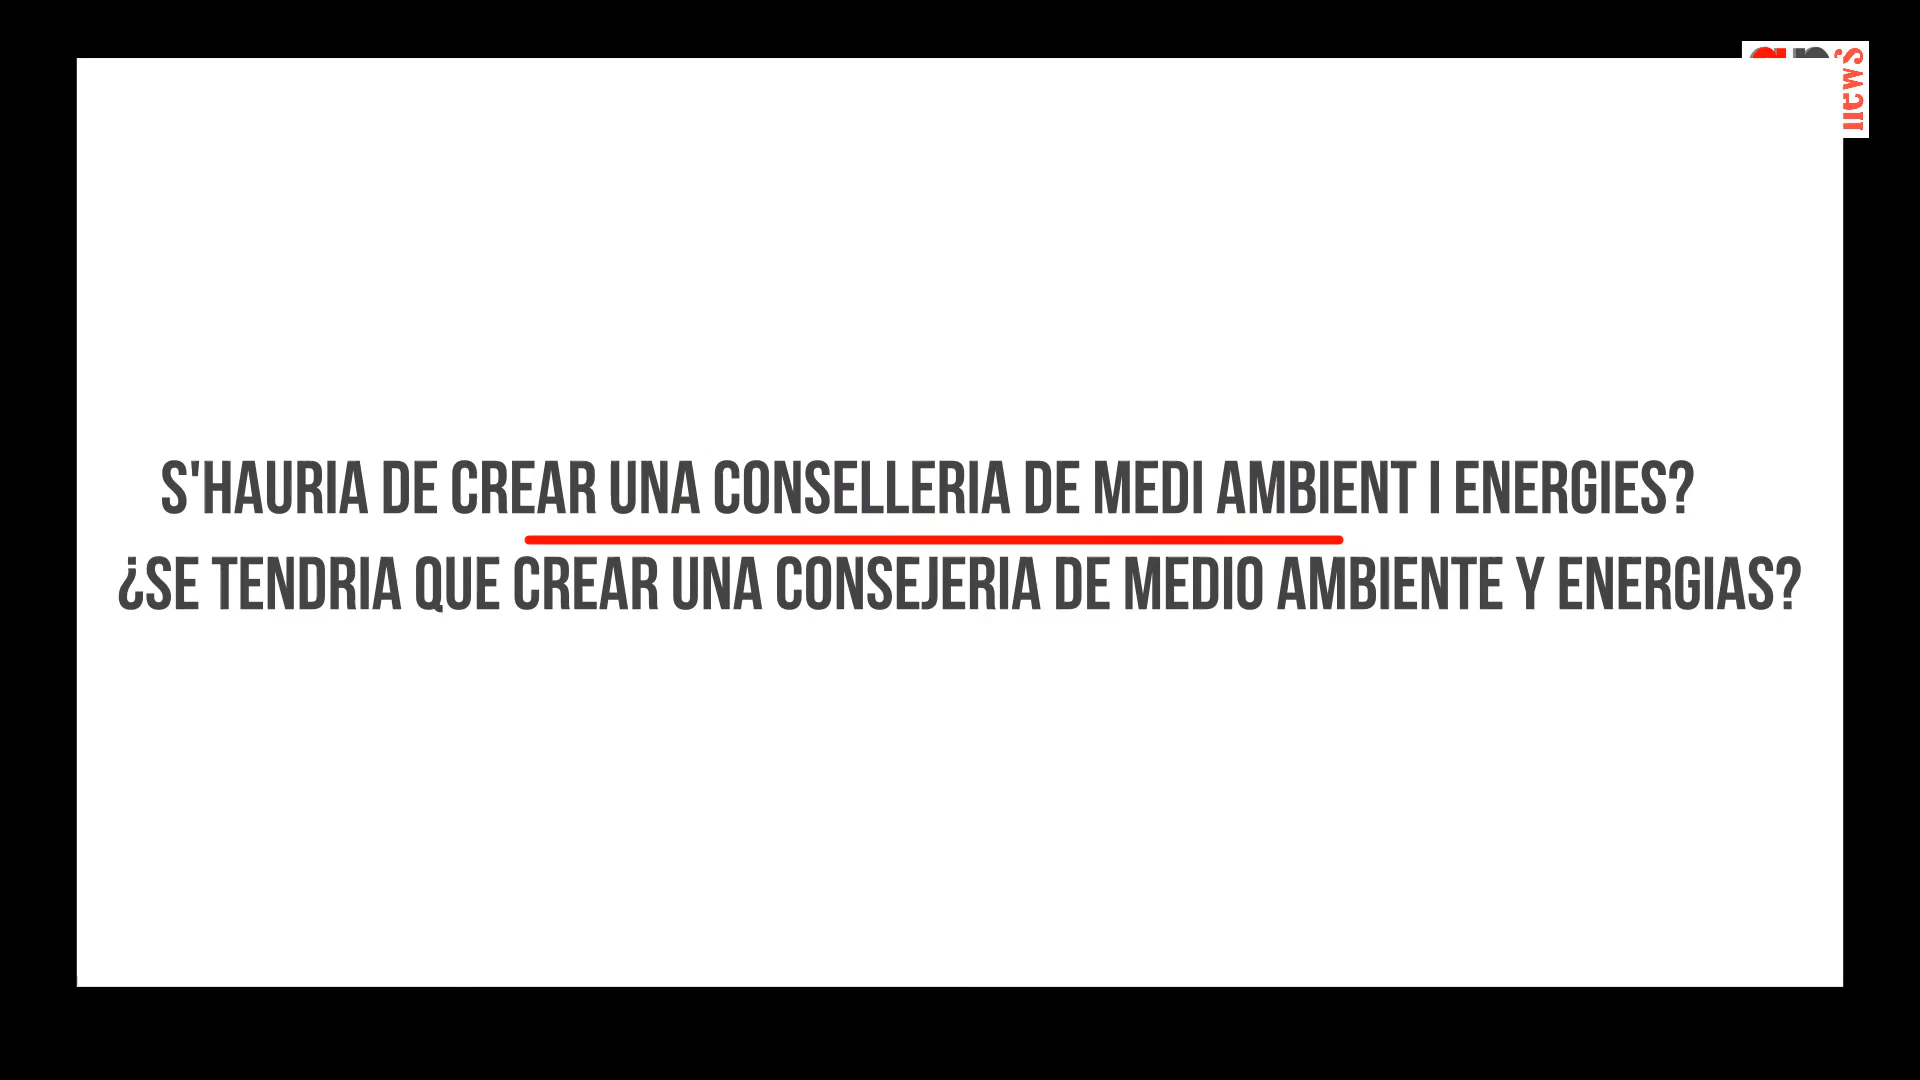 news
S'HAURIA DE CREAR UNA CONSELLERIA DE MEDI AMBIENT I ENERGIES?
¿SE TENDRIA QUE CREAR UNA CONSEJERIA DE MEDIO AMBIENTE Y ENERGIAS?